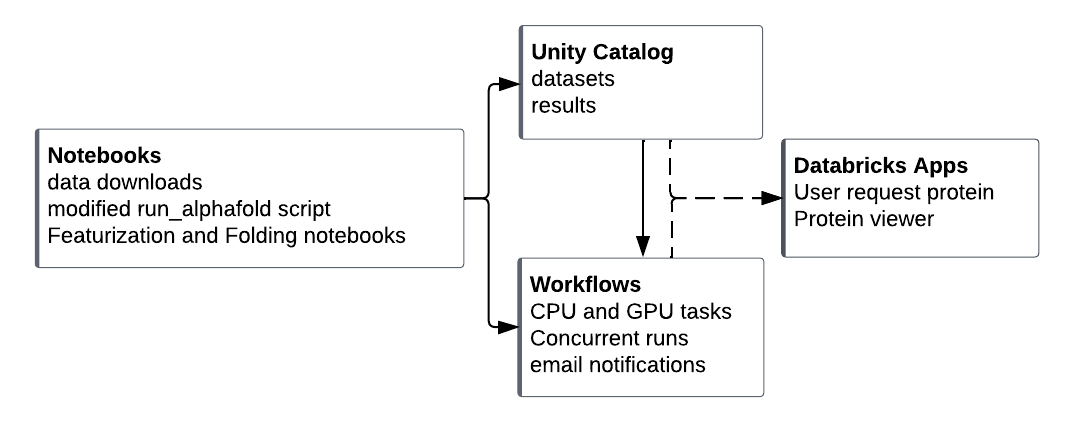 Unity Catalog
datasets
results
Notebooks
data downloads
modified run_alphafold script
Featurization and Folding notebooks
Databricks Apps
User request protein
Protein viewer
Workflows
CPU and GPU tasks
Concurrent runs
email notifications